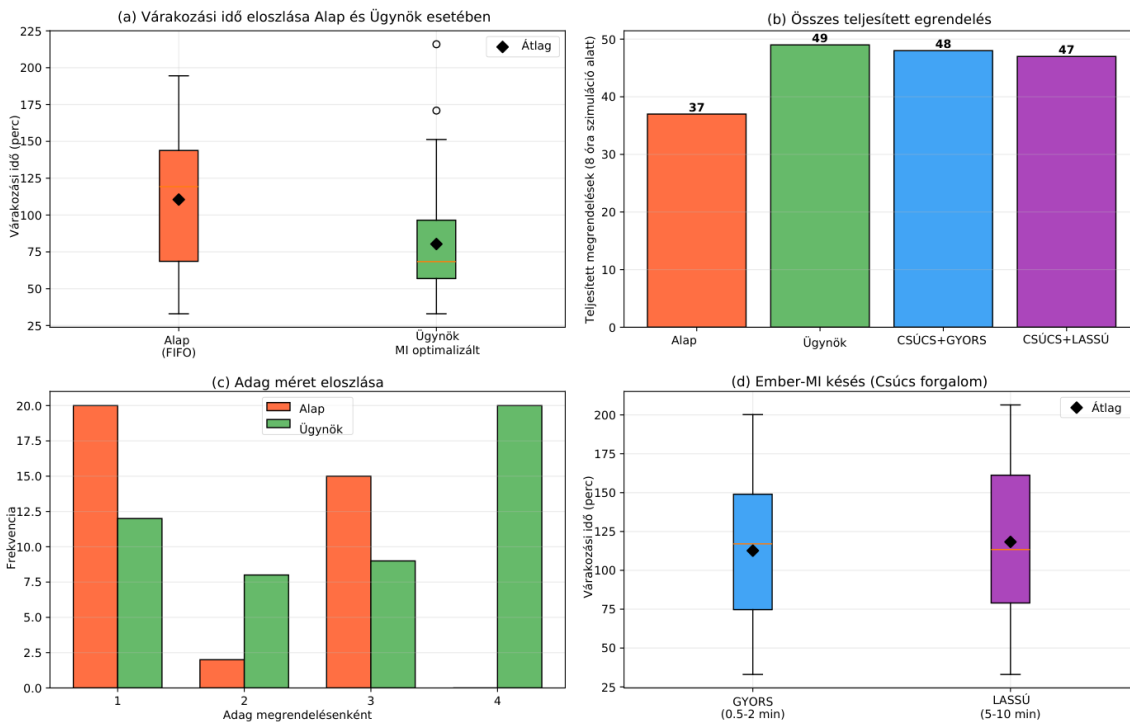 (a) Várakozási idő eloszlása Alap és Ügynök esetében
Átlag
225
200
175
150
125
100
75
50
25
Várakozási idő (perc)
Alap
(FIFO)
Ügynök
MI optimalizált
(b) Összes teljesített egrendelés
50
40
30
20
10
0
Teljesített megrendelések (8 óra szimuláció alatt)
37
49
48
47
Alap
Ügynök
CSÚCS+GYORS
CSÚCS+LASSÚ
(c) Adag méret eloszlása
Alap
Ügynök
20.0
17.5
15.0
12.5
10.0
7.5
5.0
2.5
0.0
Frekvencia
1
2
3
4
Adag megrendelésenként
(d) Ember-MI késés (Csúcs forgalom)
Átlag
200
175
150
125
100
75
50
25
Várakozási idő (perc)
GYORS
(0.5-2 min)
LASSÚ
(5-10 min)